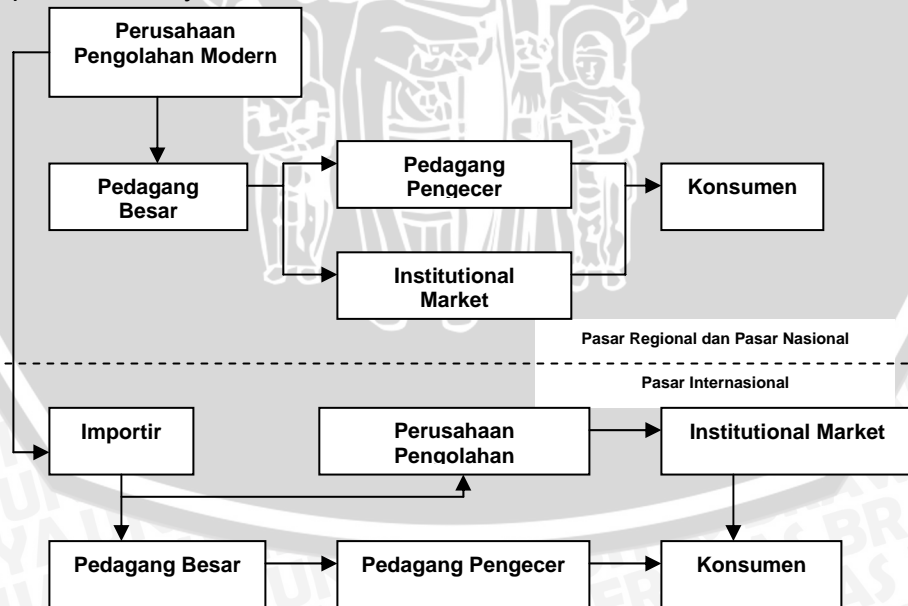 Perusahaan
Pengolahan Modern
Pedagang
Besar
Pedagang
Pengecer
Konsumen
Institutional
Market
Pasar Regional dan Pasar Nasional
Pasar Internasional
Importir
Perusahaan
Pengolahan
Institutional Market
Pedagang Besar
Pedagang Pengecer
Konsumen